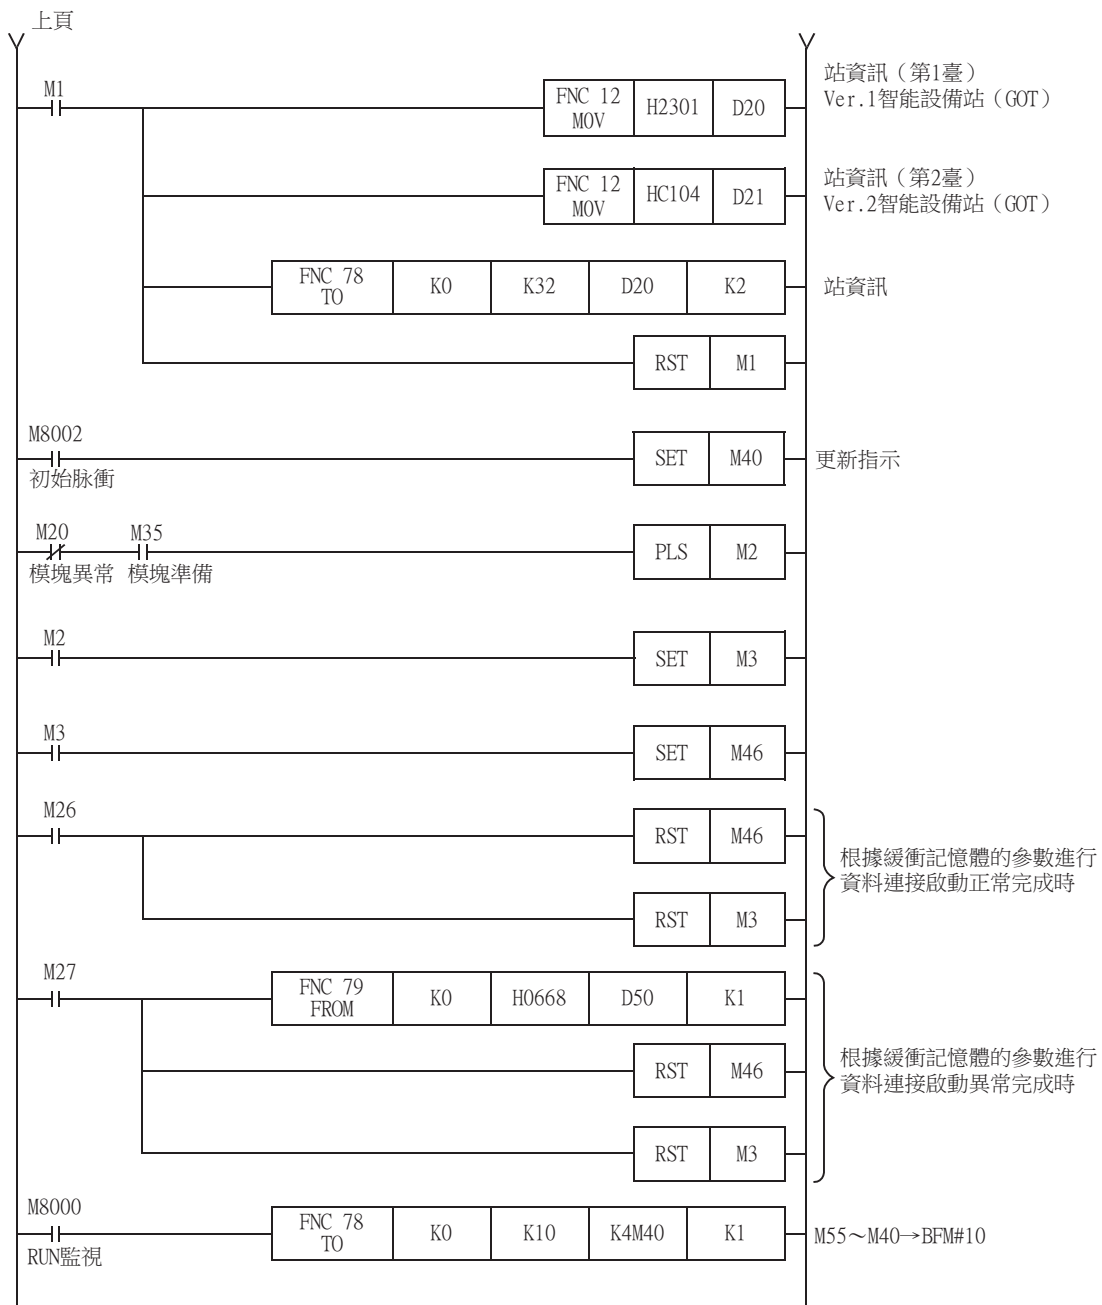 上頁
M1
FNC 12
MOV
H2301
D20
站資訊（第1臺）
Ver.1智能設備站（GOT）
FNC 12
MOV
HC104
D21
站資訊（第2臺）
Ver.2智能設備站（GOT）
FNC 78
TO
K0
K32
D20
K2
站資訊
RST
M1
M8002
初始脉衝
SET
M40
更新指示
M20
模塊異常
M35
模塊準備
PLS
M2
M2
SET
M3
M3
SET
M46
M26
RST
M46
RST
M3
根據緩衝記憶體的參數進行
資料連接啟動正常完成時
M27
FNC 79
FROM
K0
H0668
D50
K1
RST
M46
RST
M3
根據緩衝記憶體的參數進行
資料連接啟動異常完成時
M8000
RUN監視
FNC 78
TO
K0
K10
K4M40
K1
M55～M40→BFM#10